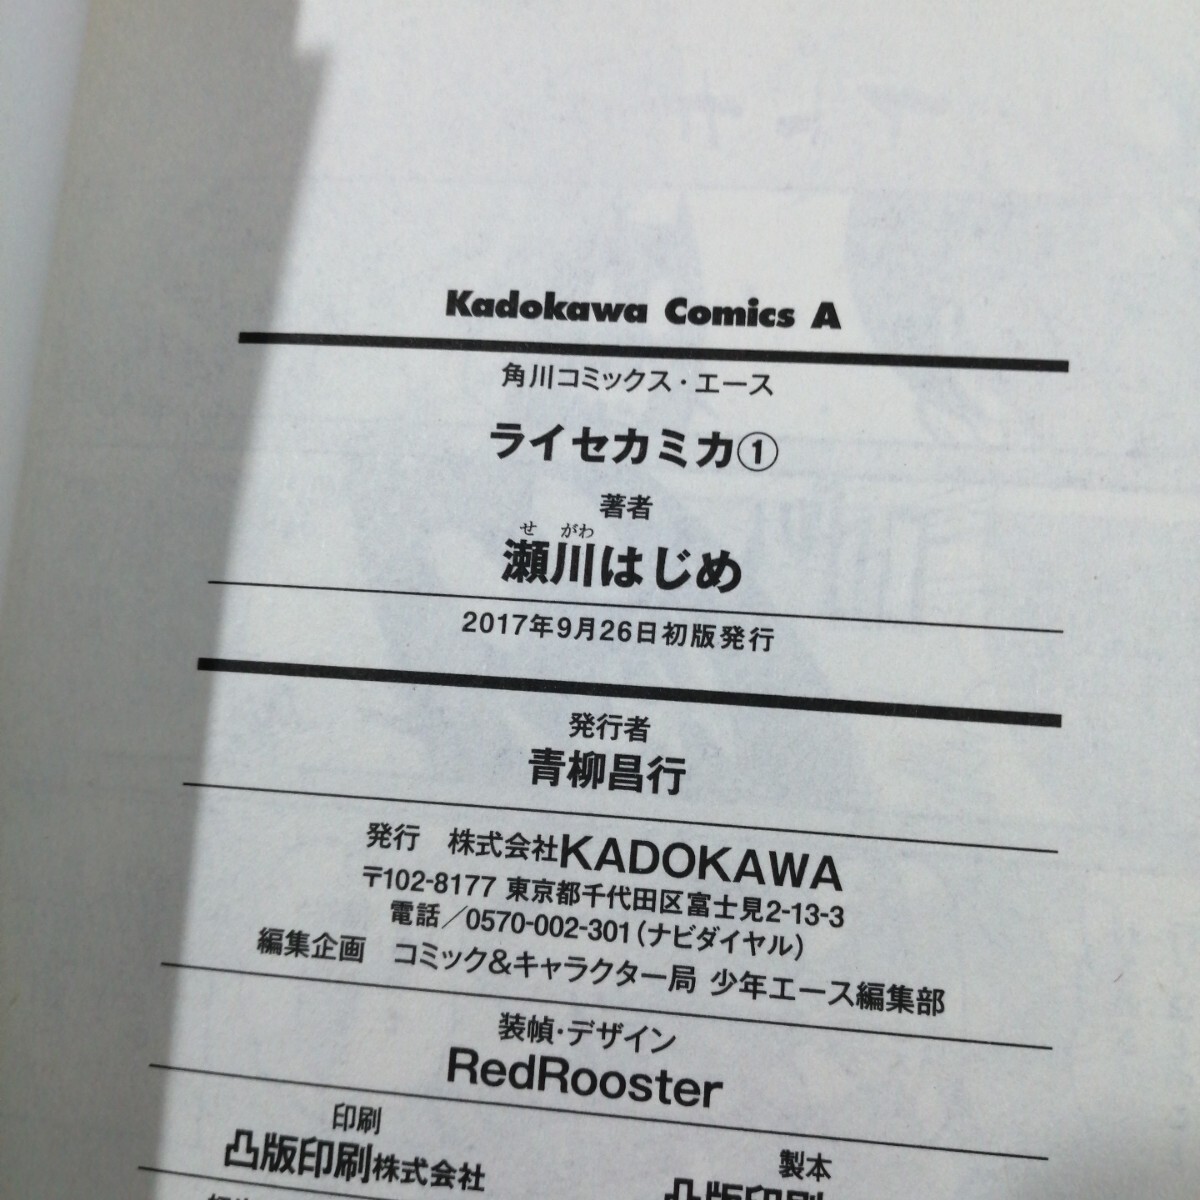 Kadokawa Comics A
角川コミックス・エース
ライセカミカ①
著者
せ がわ
瀬川はじめ
2017年9月26日初版発行
発行者
青柳昌行
発行 株式会社KADOKAWA
〒102-8177 東京都千代田区富士見2-13-3
電話/0570-002-301(ナビダイヤル)
編集企画 コミック&キャラクター局 少年エース編集部
装幀・デザイン
RedRooster
印刷
凸版印刷株式会社
製本
凸版印刷